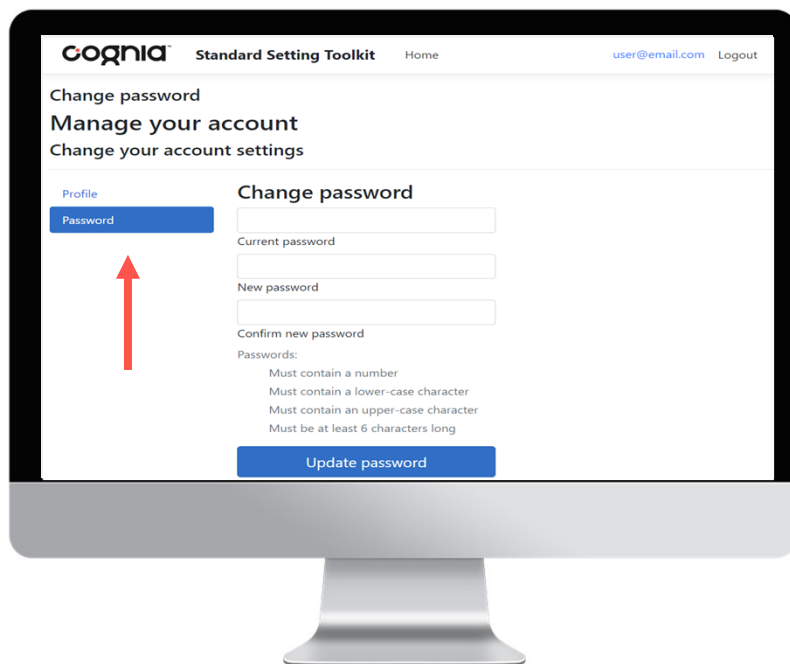 cognia™ Standard Setting Toolkit Home user@email.com Logout
Change password
Manage your account
Change your account settings
Profile
Password
Change password
Current password
New password
Confirm new password
Passwords:
Must contain a number
Must contain a lower-case character
Must contain an upper-case character
Must be at least 6 characters long
Update password